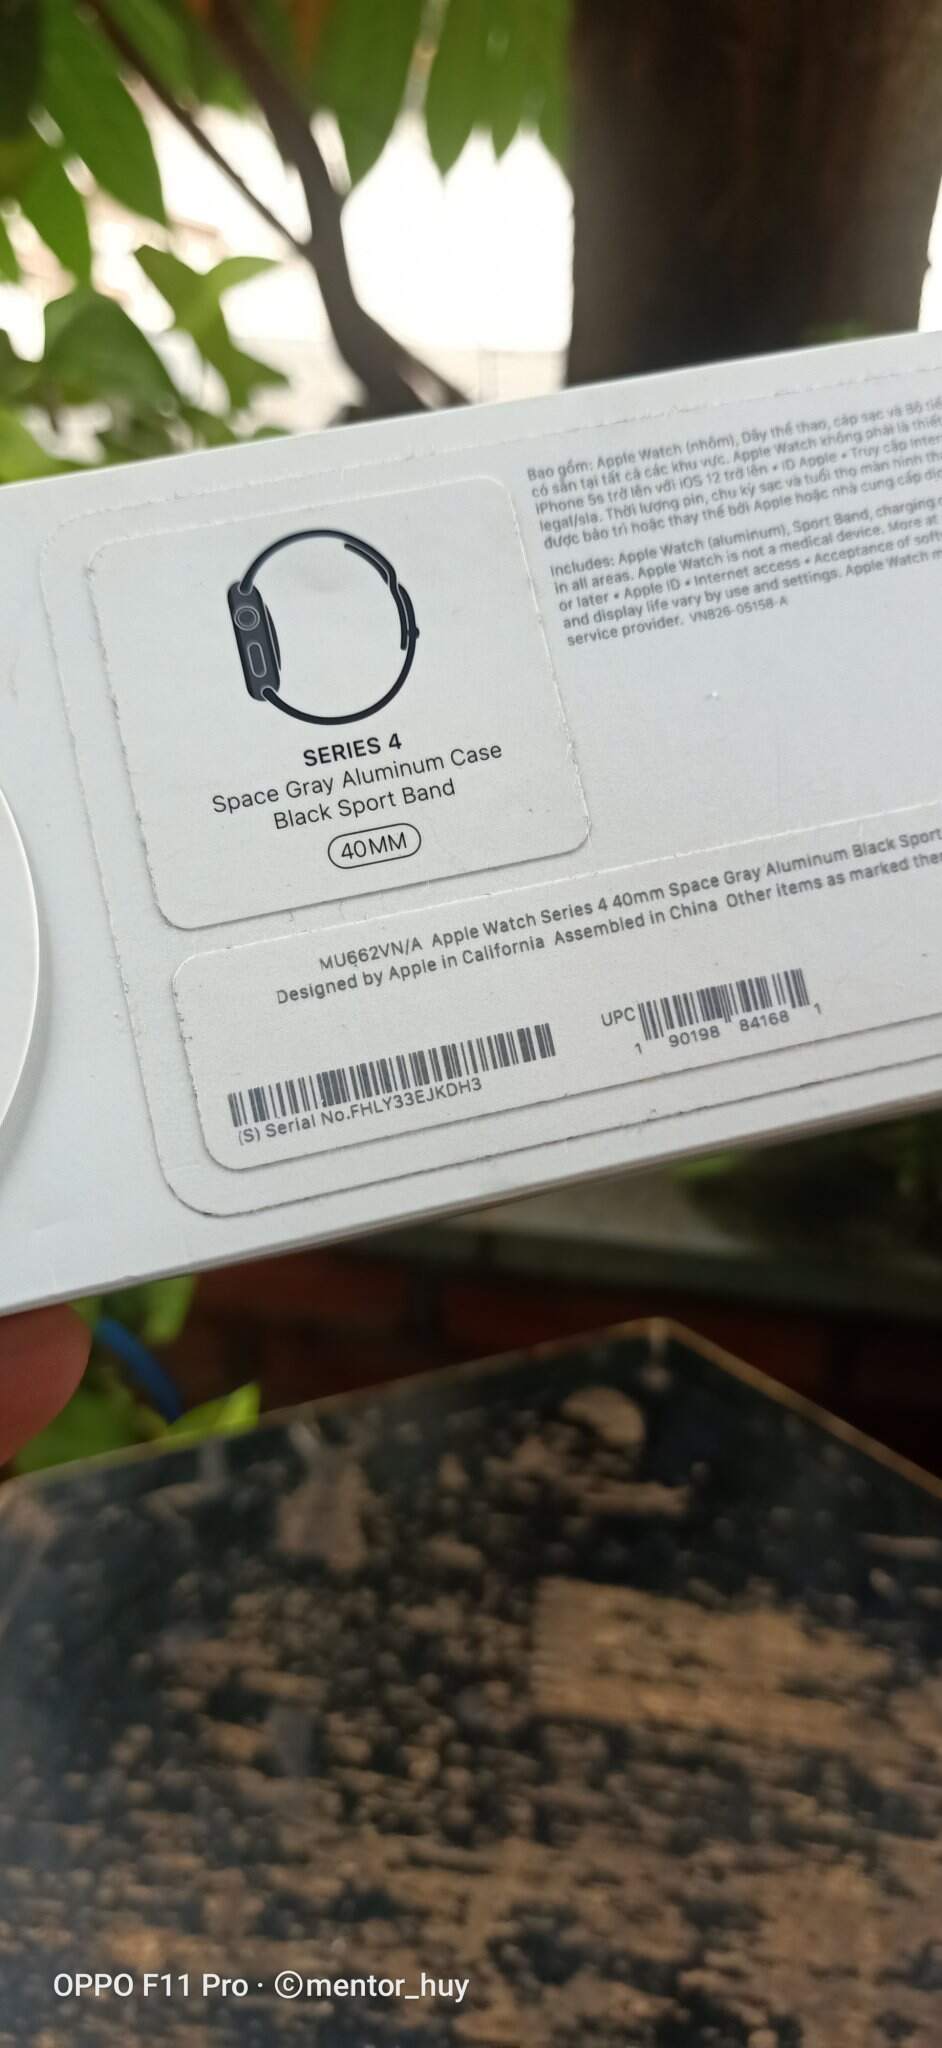 Bao gồm: Apple Watch (nhôm), Dây thể thao, cáp sạc và Bộ
có sẵn tại tất cả các khu vực. Apple Watch không phải là thiết
iPhone 5s trở lên với iOS 12 trở lên • ID Apple • Truy cập
legal/sla. Thời lượng pin, chu kỳ sạc và tuổi thọ màn hình
được bảo trì hoặc thay thế bởi Apple hoặc nhà cung cấp
Includes: Apple Watch (aluminum), Sport Band, charging
in all areas. Apple Watch is not a medical device. More at
or later • Apple ID • Internet access • Acceptance of
and display life vary by use and settings. Apple Watch
service provider. VN826-05158-A
SERIES 4
Space Gray Aluminum Case
Black Sport Band
40MM
MU662VN/A Apple Watch Series 4 40mm Space Gray Aluminum Black Sport
Designed by Apple in California Assembled in China Other items as marked
UPC
1 90198 84168 1
(S) Serial No.FHLY33EJKDH3
OPPO F11 Pro · ©mentor_huy